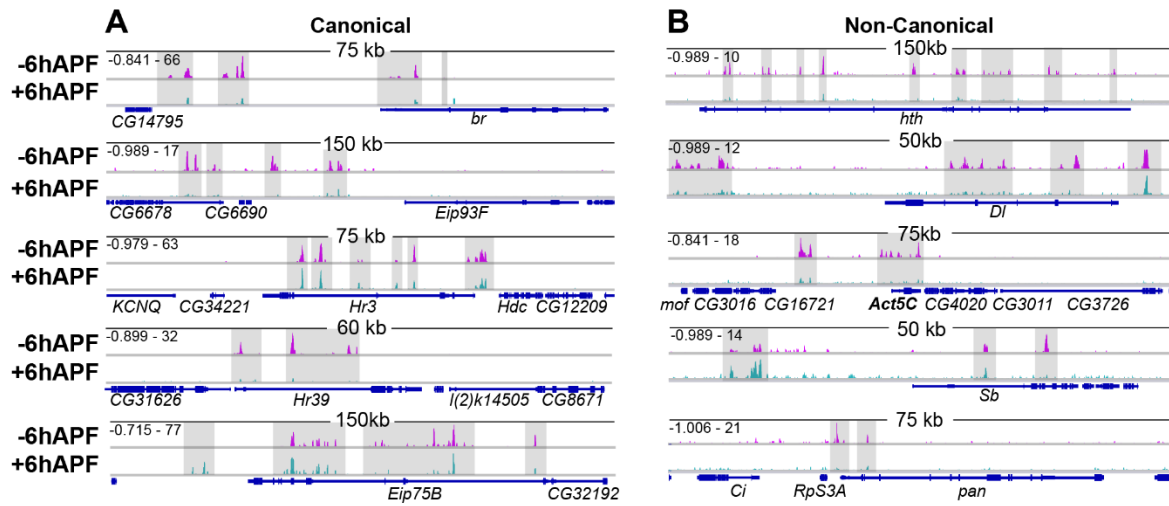 A Canonical
75 kb
-6hAPF
-0.841 - 66
+6hAPF
CG14795 br
150 kb
-6hAPF
-0.989 - 17
+6hAPF
CG6678 CG6690 Eip93F
75 kb
-6hAPF
-0.979 - 63
+6hAPF
KCNQ CG34221 Hr3 Hdc CG12209
60 kb
-6hAPF
-0.899 - 32
+6hAPF
CG31626 Hr39 l(2)k14505 CG8671
150kb
-6hAPF
-0.715 - 77
+6hAPF
Eip75B CG32192
B Non-Canonical
150kb
-0.989 - 10
hth
50kb
-0.989 - 12
Dl
75kb
-0.841 - 18
mof CG3016 CG16721 Act5C CG4020 CG3011 CG3726
50 kb
-0.989 - 14
Sb
75 kb
-1.006 - 21
Ci RpS3A pan